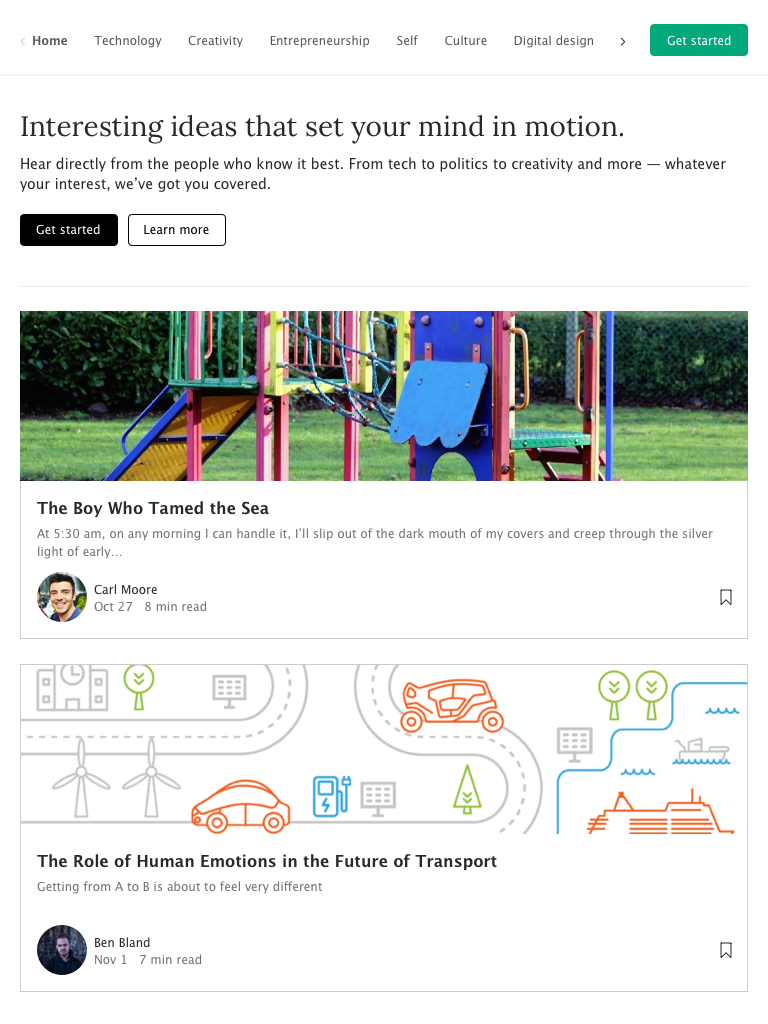 Home Technology Creativity Entrepreneurship Self Culture Digital design Get started
Interesting ideas that set your mind in motion.
Hear directly from the people who know it best. From tech to politics to creativity and more — whatever
your interest, we’ve got you covered.
Get started Learn more
The Boy Who Tamed the Sea
At 5:30 am, on any morning I can handle it, I’ll slip out of the dark mouth of my covers and creep through the silver
light of early…
Carl Moore
Oct 27 8 min read
The Role of Human Emotions in the Future of Transport
Getting from A to B is about to feel very different
Ben Bland
Nov 1 7 min read